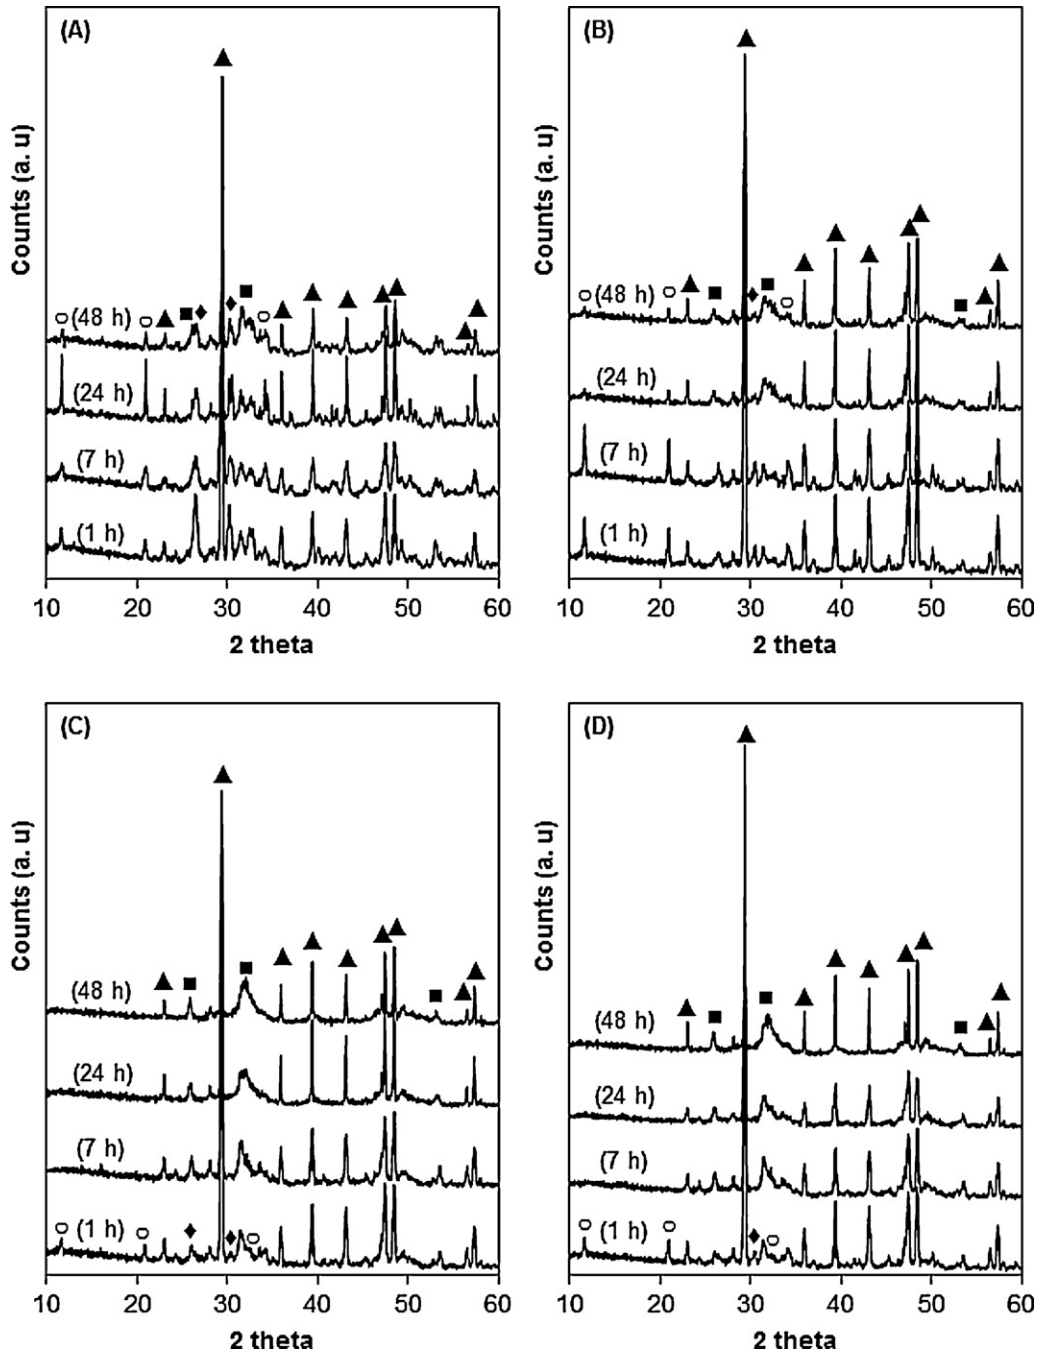 (A)
Counts (a. u)
(48 h)
(24 h)
(7 h)
(1 h)
10 20 30 40 50 60
2 theta
(B)
Counts (a. u)
(48 h)
(24 h)
(7 h)
(1 h)
10 20 30 40 50 60
2 theta
(C)
Counts (a. u)
(48 h)
(24 h)
(7 h)
(1 h)
10 20 30 40 50 60
2 theta
(D)
Counts (a. u)
(48 h)
(24 h)
(7 h)
(1 h)
10 20 30 40 50 60
2 theta